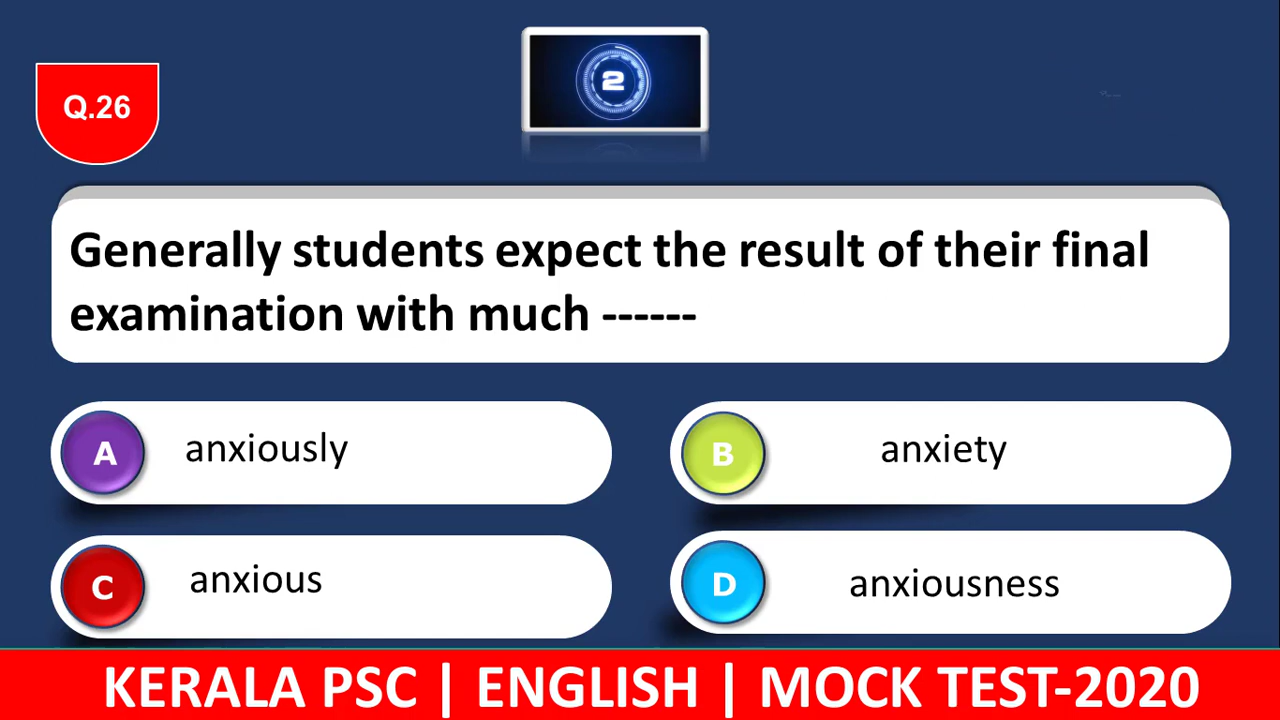 2
Q.26
Generally students expect the result of their final
examination with much ------
A anxiously
B anxiety
C anxious
D anxiousness
KERALA PSC | ENGLISH | MOCK TEST-2020